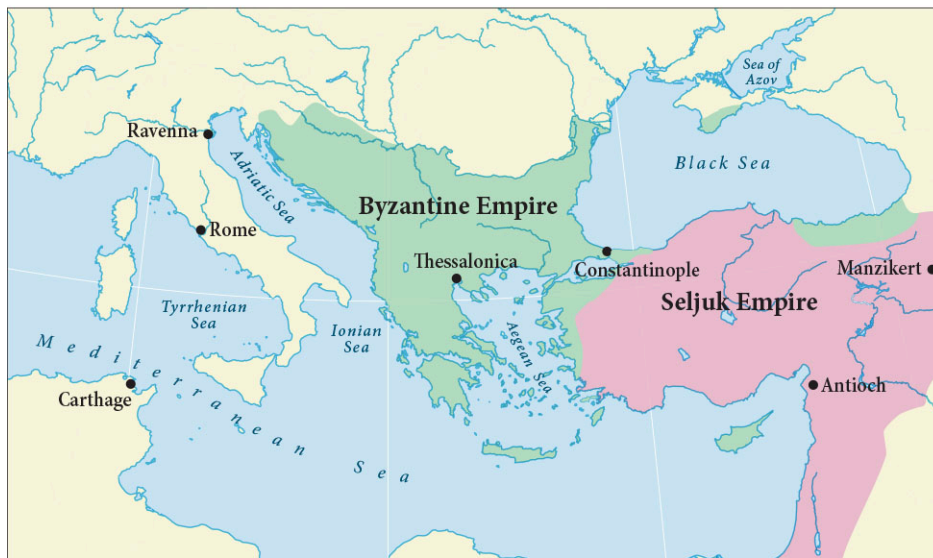 Sea of
Azov
Ravenna
Adriatic Sea
Black Sea
Byzantine Empire
Rome
Thessalonica
Constantinople
Manzikert
Seljuk Empire
Tyrrhenian
Sea
Ionian
Sea
Aegean Sea
Mediterranean Sea
Carthage
Antioch